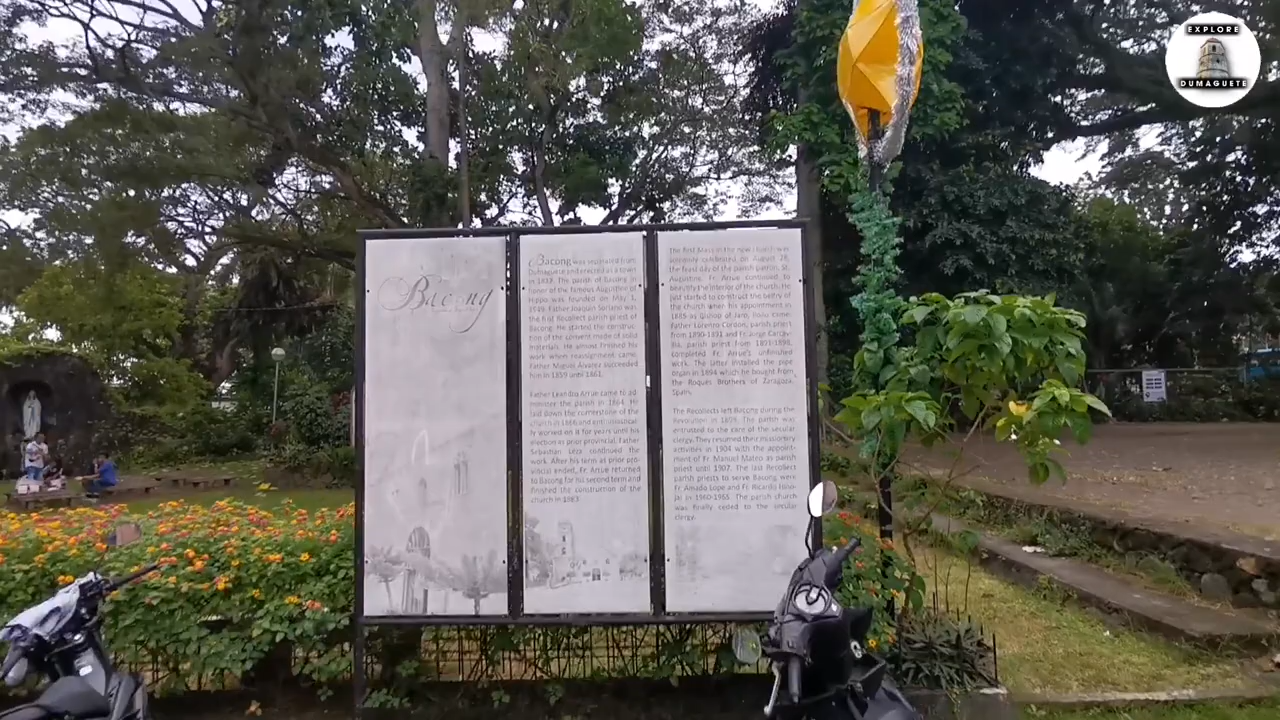 EXPLORE
DUMAGUETE
Bacong
Bacong was separated from
Dumaguete and erected as a town
in 1823. The parish of Bacong in
honor of the famous Augustine of
Hippo was founded on May 1,
1849. Father Joaquin Soriano was
the first Recollect parish priest of
Bacong. He started the construc-
tion of the convent made of solid
materials. He almost finished his
work when reassignment came.
Father Miguel Alvarez succeeded
him in 1859 until 1861.
Father Leandro Arrue came to ad-
minister the parish in 1864. He
laid down the cornerstone of the
church in 1866 and enthusiastical-
ly worked on it for years until his
election as prior provincial. Father
Sebastian continued the
work. After his term as prior pro-
vincial ended, Fr. Arrue returned
to Bacong for his second term and
finished the construction of the
church in 1883.
The first Mass in the new church was
solemnly celebrated on August 28,
the feast day of the parish patron, St.
Augustine. Fr. Arrue continued to
beautify the interior of the church. He
just started to construct the belfry of
the church when his appointment in
1885 as Bishop of Jaro, Iloilo came.
Father Lorenzo Cordon, parish priest
from 1890-1891 and Fr. Jorge
parish priest from 1891-1898,
completed Fr. Arrue's unfinished
work. The latter installed the pipe
organ in 1894 which he bought from
the Roques Brothers of Zaragoza,
Spain.
The Recollects left Bacong during the
Revolution in 1898. The parish was
entrusted to the care of the secular
clergy. They resumed their missionary
activities in 1904 with the appoint-
ment of Fr. Manuel Mateo as parish
priest until 1907. The last Recollect
parish priests to serve Bacong were
Fr. Amado Lope and Fr. Ricardo Hino-
jal in 1960-1965. The parish church
was finally ceded to the secular
clergy.